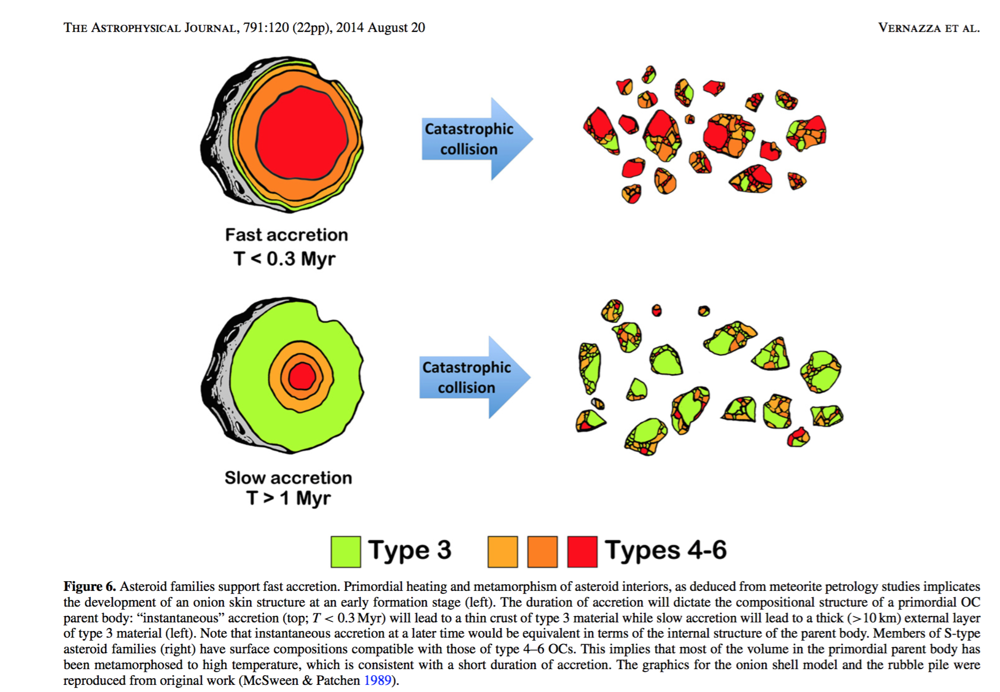 THE ASTROPHYSICAL JOURNAL, 791:120 (22pp), 2014 August 20
VERNAZZA ET AL.
Catastrophic
collision
Fast accretion
T < 0.3 Myr
Catastrophic
collision
Slow accretion
T > 1 Myr
Type 3
Types 4-6
Figure 6. Asteroid families support fast accretion. Primordial heating and metamorphism of asteroid interiors, as deduced from meteorite petrology studies implicates
the development of an onion skin structure at an early formation stage (left). The duration of accretion will dictate the compositional structure of a primordial OC
parent body: “instantaneous” accretion (top; T < 0.3 Myr) will lead to a thin crust of type 3 material while slow accretion will lead to a thick (>10 km) external layer
of type 3 material (left). Note that instantaneous accretion at a later time would be equivalent in terms of the internal structure of the parent body. Members of S-type
asteroid families (right) have surface compositions compatible with those of type 4–6 OCs. This implies that most of the volume in the primordial parent body has
been metamorphosed to high temperature, which is consistent with a short duration of accretion. The graphics for the onion shell model and the rubble pile were
reproduced from original work (McSween & Patchen 1989).